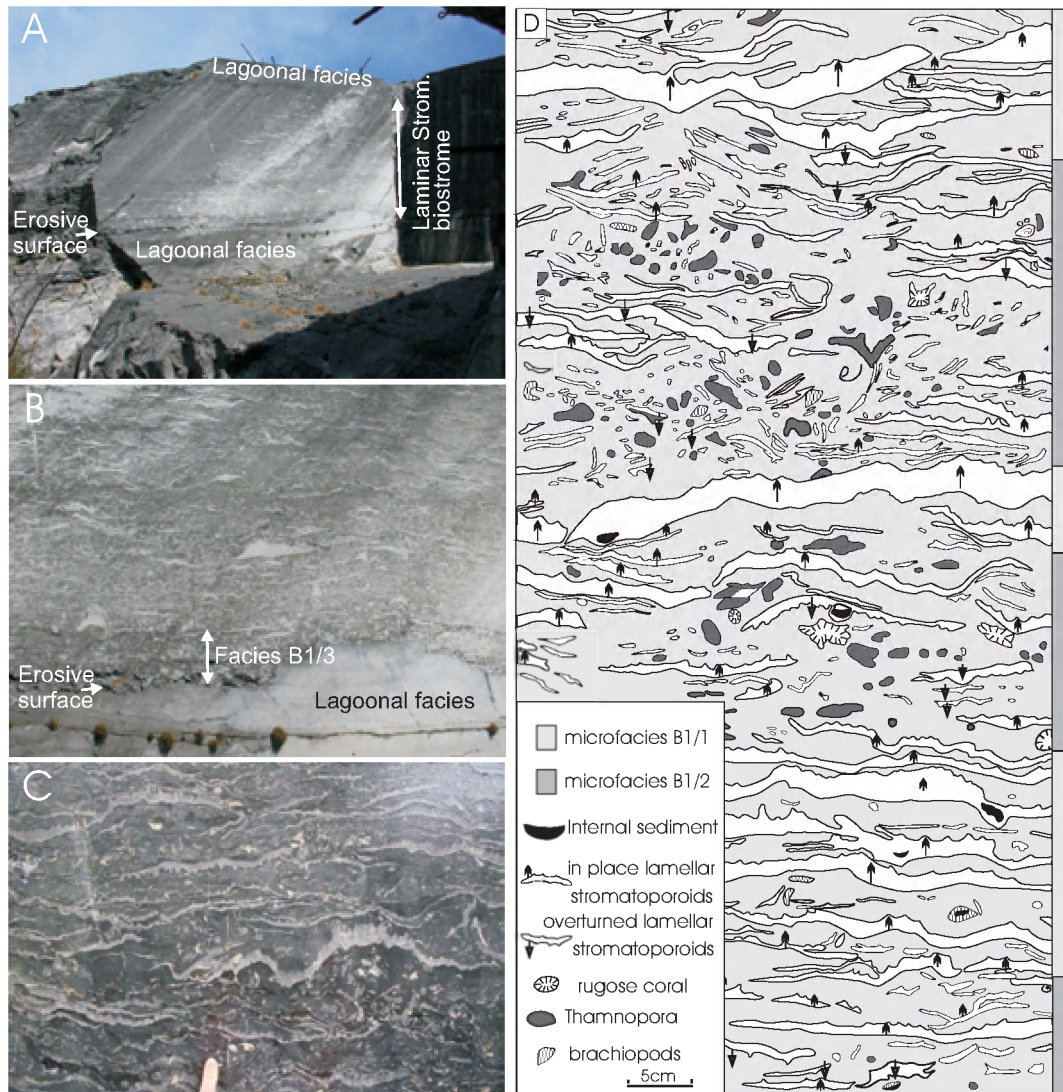 A
Lagoonal facies
Laminar Strom.
biostrome
Erosive
surface
Lagoonal facies
B
Facies B1/3
Erosive
surface
Lagoonal facies
C
D
microfacies B1/1
microfacies B1/2
Internal sediment
in place lamellar
stromatoporoids
overturned lamellar
stromatoporoids
rugose coral
Thamnopora
brachiopods
5cm